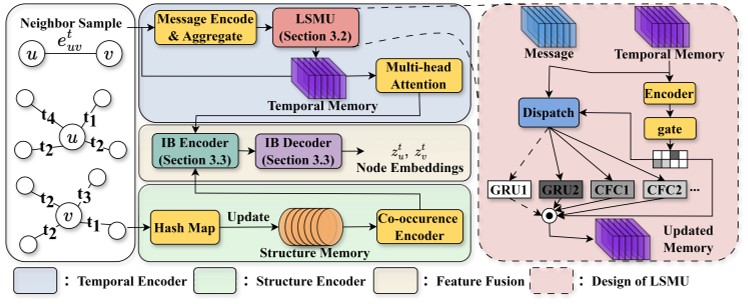 Neighbor Sample
e^t_{uv}
u
v
t4
t1
u
t2
t2
t3
t2
v
t1
t2
Message Encode
& Aggregate
LSMU
(Section 3.2)
Temporal Memory
Multi-head
Attention
IB Encoder
(Section 3.3)
IB Decoder
(Section 3.3)
z^t_u, z^t_v
Node Embeddings
Hash Map
Update
Structure Memory
Co-occurence
Encoder
Message
Temporal Memory
Dispatch
Encoder
gate
GRU1
GRU2
CFC1
CFC2
...
Updated
Memory
: Temporal Encoder
: Structure Encoder
: Feature Fusion
: Design of LSMU